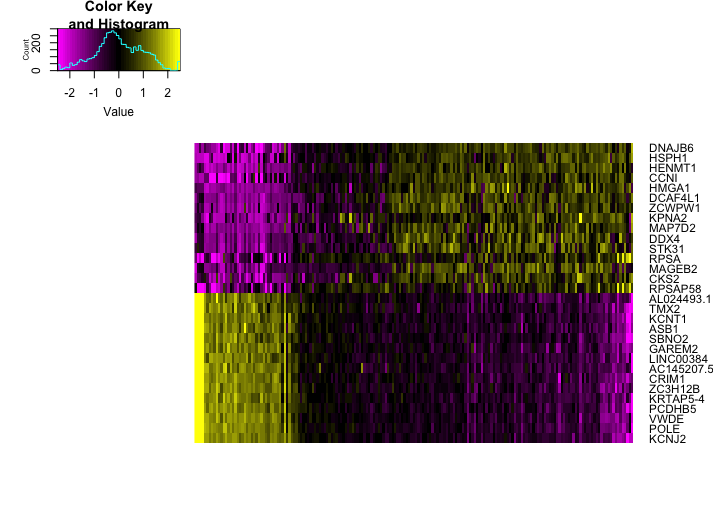 Color Key
and Histogram
Count
0 200
-2 -1 0 1 2
Value
DNAJB6
HSPH1
HENMT1
CCNI
HMGA1
DCAF4L1
ZCWPW1
KPNA2
MAP7D2
DDX4
STK31
RPSA
MAGEB2
CKS2
RPSAP58
AL024493.1
TMX2
KCNT1
ASB1
SBNO2
GAREM2
LINC00384
AC145207.5
CRIM1
ZC3H12B
KRTAP5-4
PCDHB5
VWDE
POLE
KCNJ2